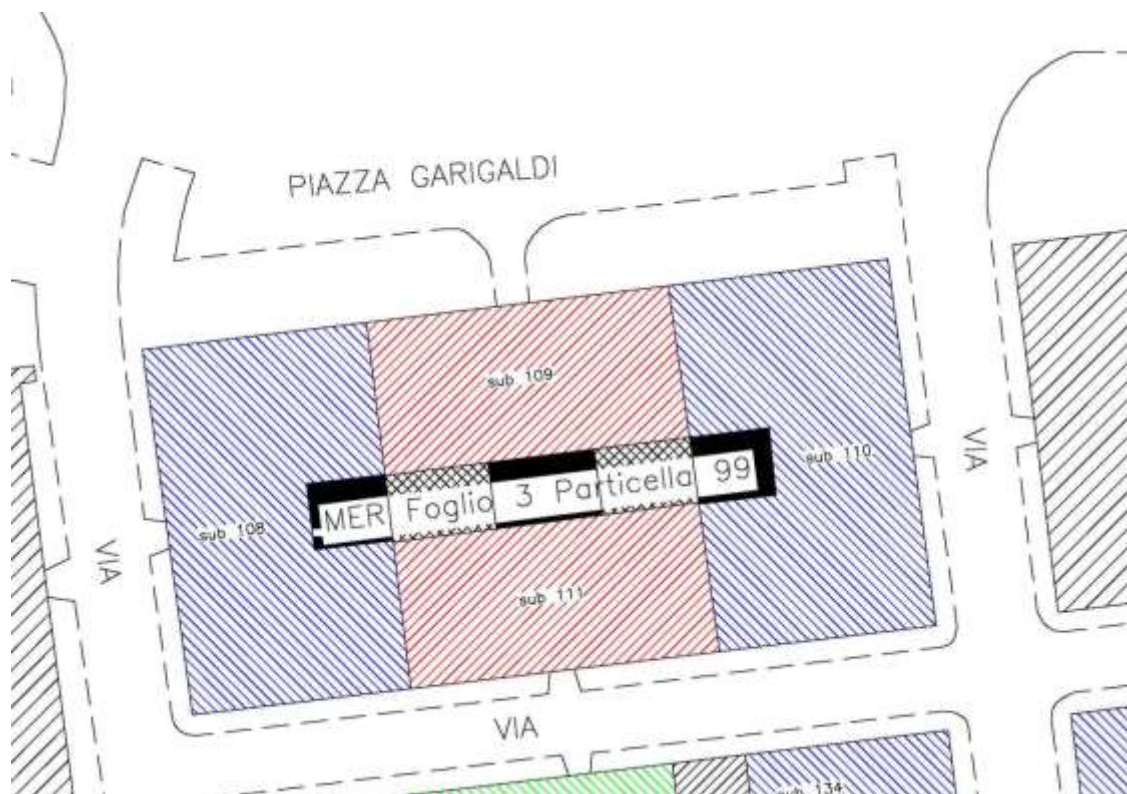 PIAZZA GARIGALDI
sub 109
MER Foglio 3 Particella 99
sub 110
sub 108
VIA
VIA
sub 111
VIA
sub 134